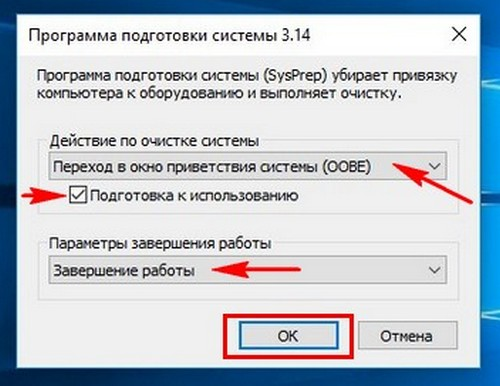 Программа подготовки системы 3.14
Программа подготовки системы (SysPrep) убирает привязку
компьютера к оборудованию и выполняет очистку.
Действие по очистке системы
Переход в окно приветствия системы (OOBE)
Подготовка к использованию
Параметры завершения работы
Завершение работы
ОК
Отмена